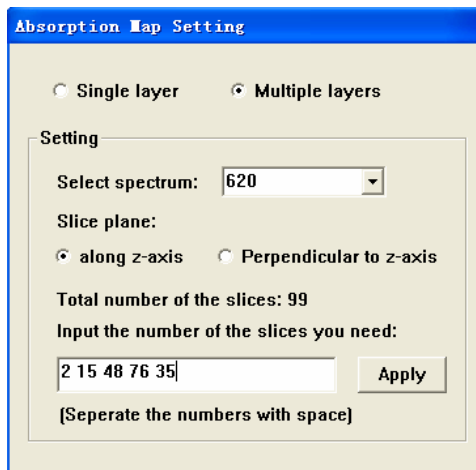 Absorption Map Setting
Single layer Multiple layers
Setting
Select spectrum: 620
Slice plane:
along z-axis Perpendicular to z-axis
Total number of the slices: 99
Input the number of the slices you need:
2 15 48 76 35 Apply
(Seperate the numbers with space)